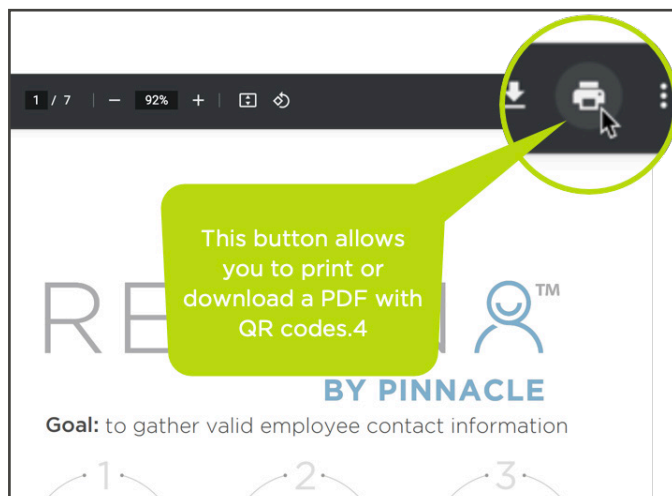 1 / 7 | − 92% + |
This button allows
you to print or
download a PDF with
QR codes.4
RE N ™
BY PINNACLE
Goal: to gather valid employee contact information
1 2 3